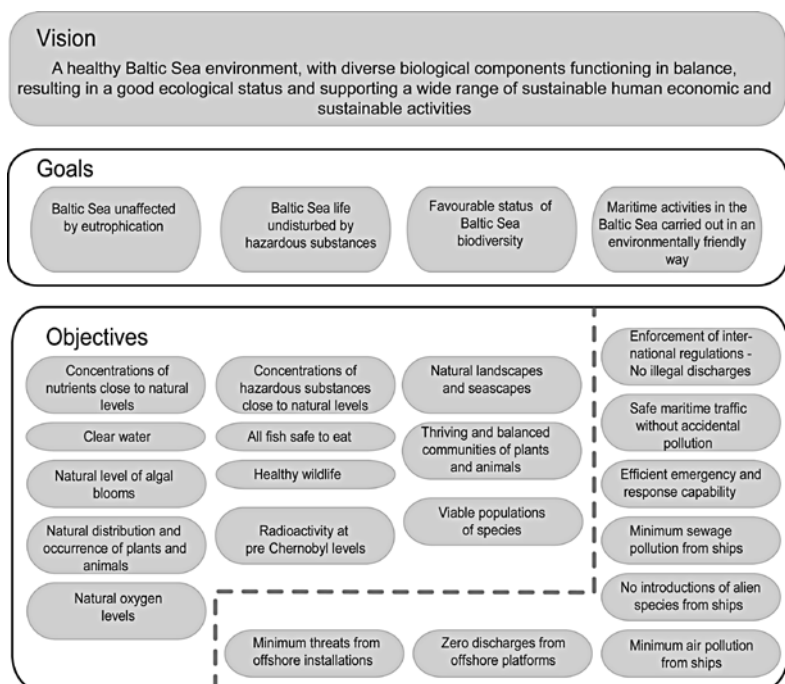 Vision
A healthy Baltic Sea environment, with diverse biological components functioning in balance,
resulting in a good ecological status and supporting a wide range of sustainable human economic and
sustainable activities
Goals
Baltic Sea unaffected
by eutrophication
Baltic Sea life
undisturbed by
hazardous substances
Favourable status of
Baltic Sea
biodiversity
Maritime activities in the
Baltic Sea carried out in an
environmentally friendly
way
Objectives
Concentrations of
nutrients close to natural
levels
Clear water
Natural level of algal
blooms
Natural distribution and
occurrence of plants and
animals
Natural oxygen
levels
Concentrations of
hazardous substances
close to natural levels
All fish safe to eat
Healthy wildlife
Radioactivity at
pre Chernobyl levels
Natural landscapes
and seascapes
Thriving and balanced
communities of plants
and animals
Viable populations
of species
Enforcement of inter-
national regulations -
No illegal discharges
Safe maritime traffic
without accidental
pollution
Efficient emergency and
response capability
Minimum sewage
pollution from ships
No introductions of alien
species from ships
Minimum air pollution
from ships
Minimum threats from
offshore installations
Zero discharges from
offshore platforms